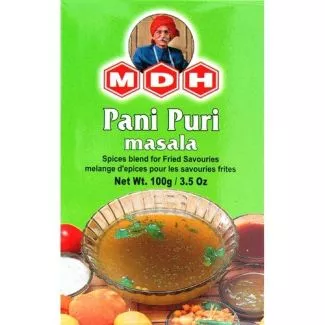 MDH
Pani Puri
masala
Spices blend for Fried Savouries
melange d'epices pour les savouries frites
Net Wt. 100g / 3.5 Oz